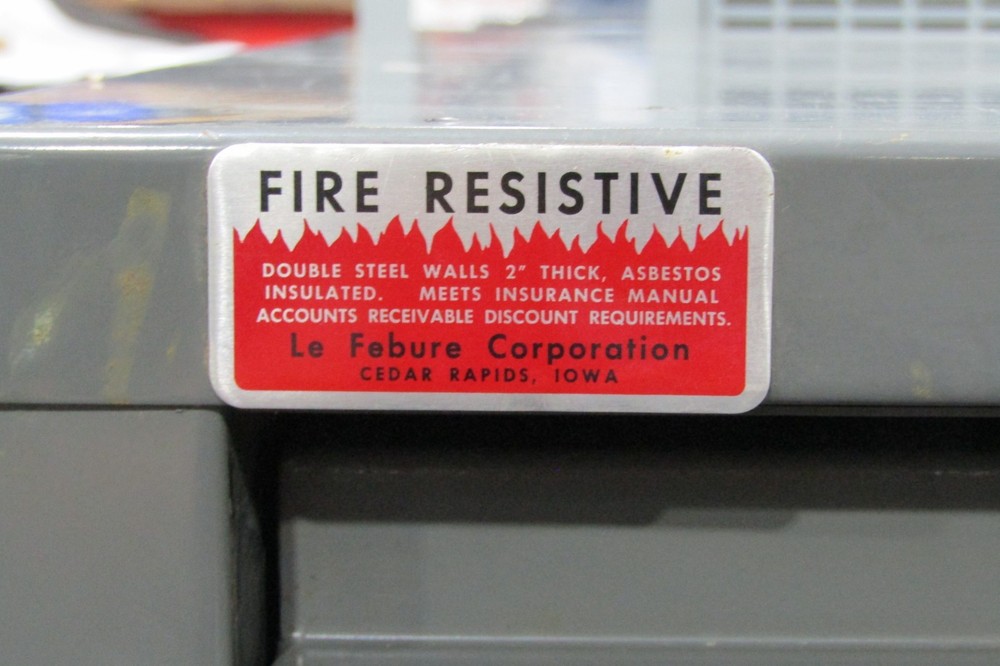 FIRE RESISTIVE
DOUBLE STEEL WALLS 2" THICK, ASBESTOS
INSULATED. MEETS INSURANCE MANUAL
ACCOUNTS RECEIVABLE DISCOUNT REQUIREMENTS.
Le Febure Corporation
CEDAR RAPIDS, IOWA